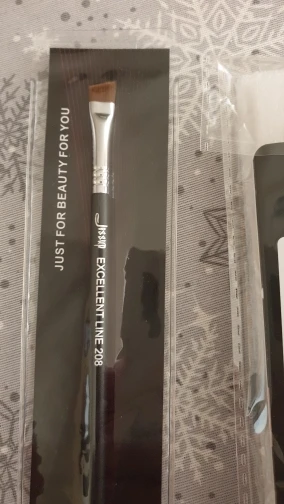 JUST FOR BEAUTY FOR YOU
Jessup EXCELLENT LINE 208